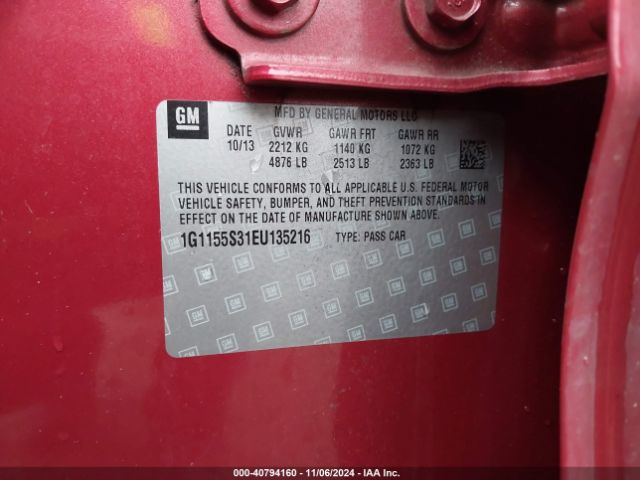 MFD BY GENERAL MOTORS LLC
GM
DATE GVWR GAWR FRT GAWR RR
10/13 2212 KG 1140 KG 1072 KG
4876 LB 2513 LB 2363 LB
THIS VEHICLE CONFORMS TO ALL APPLICABLE U.S. FEDERAL MOTOR
VEHICLE SAFETY, BUMPER, AND THEFT PREVENTION STANDARDS IN
EFFECT ON THE DATE OF MANUFACTURE SHOWN ABOVE.
1G1155S31EU135216 TYPE: PASS CAR
000-40794160 - 11/06/2024 - IAA Inc.